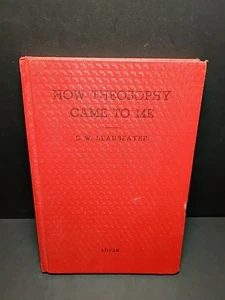 HOW THEOSOPHY
CAME TO ME
C. W. LEADBEATER
ADYAR